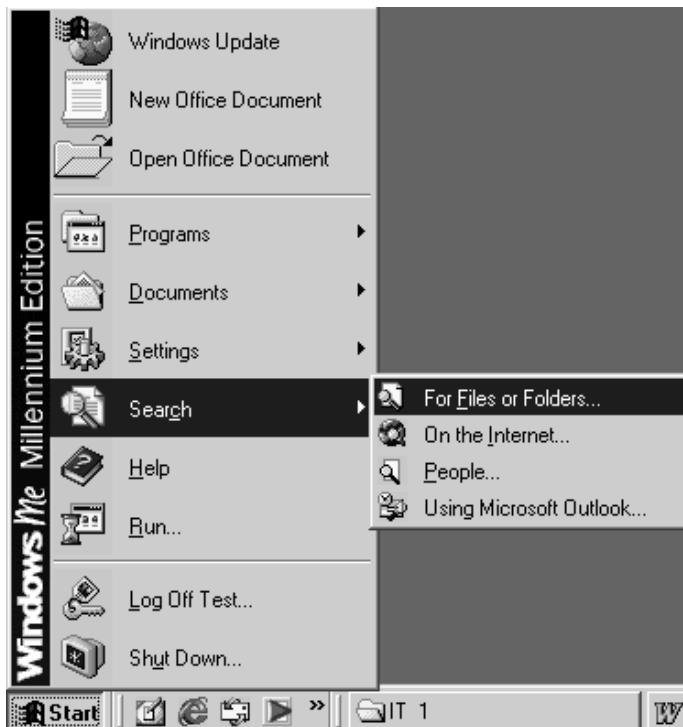 Windows Update
New Office Document
Open Office Document
Programs
Documents
Settings
Search
Help
Run...
Log Off Test...
Shut Down...
For Files or Folders...
On the Internet...
People...
Using Microsoft Outlook...
Windows Me Millennium Edition
Start
»
IT 1
W